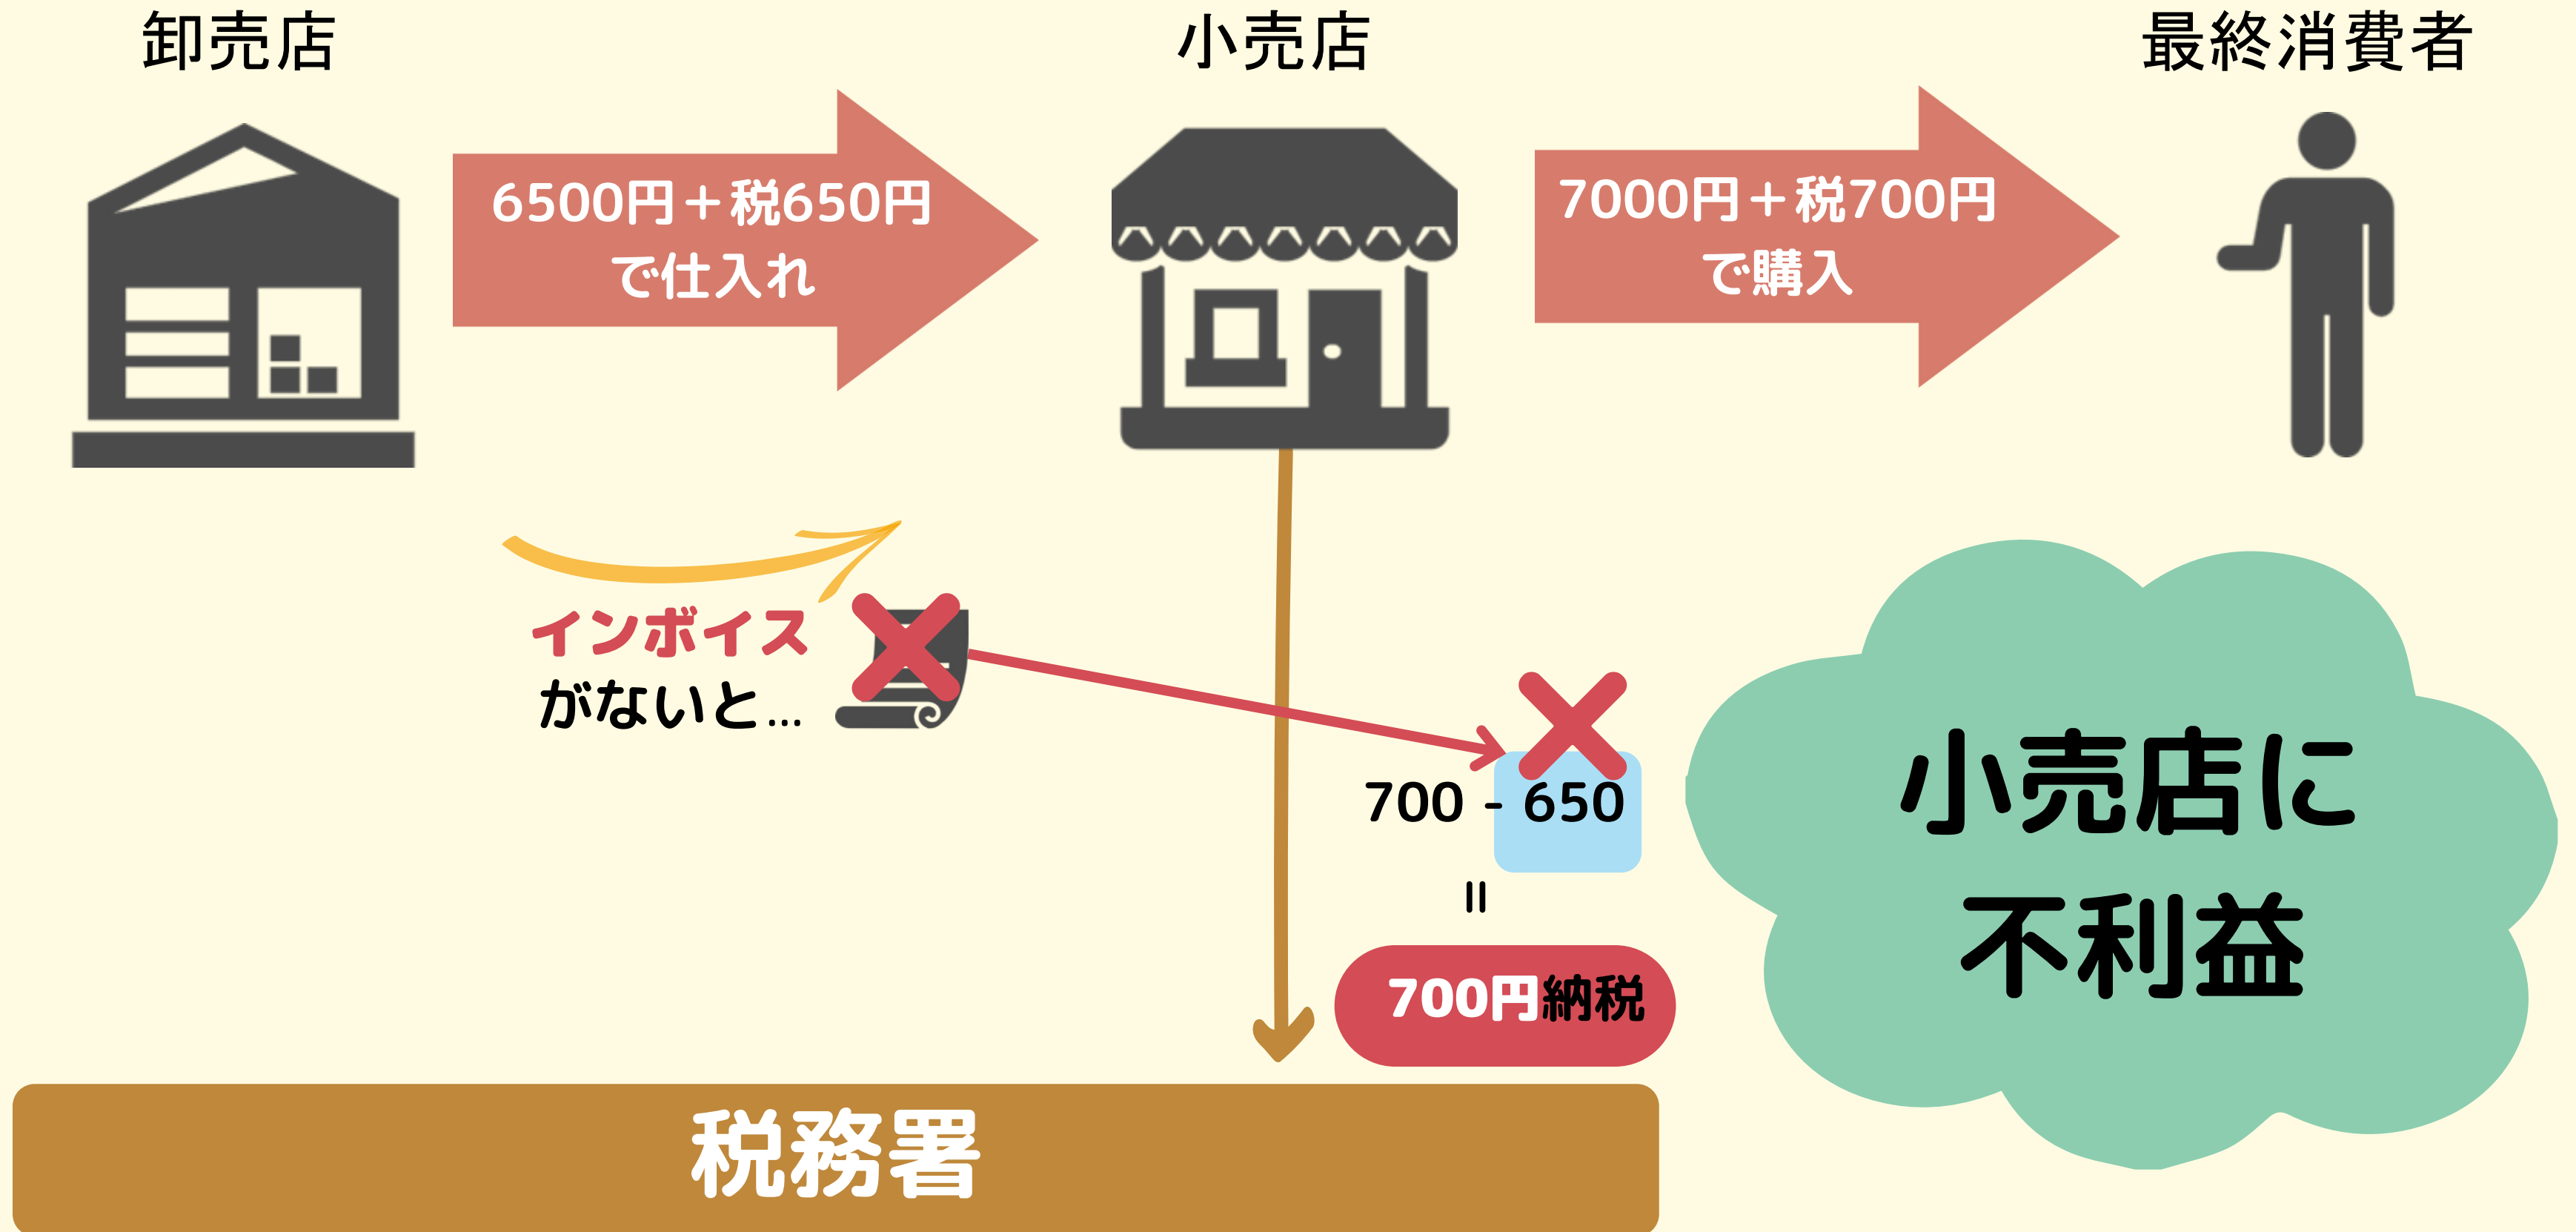 卸売店
小売店
最終消費者
6500円＋税650円
で仕入れ
7000円＋税700円
で購入
インボイス
がないと...
700 - 650
=
700円納税
小売店に
不利益
税務署